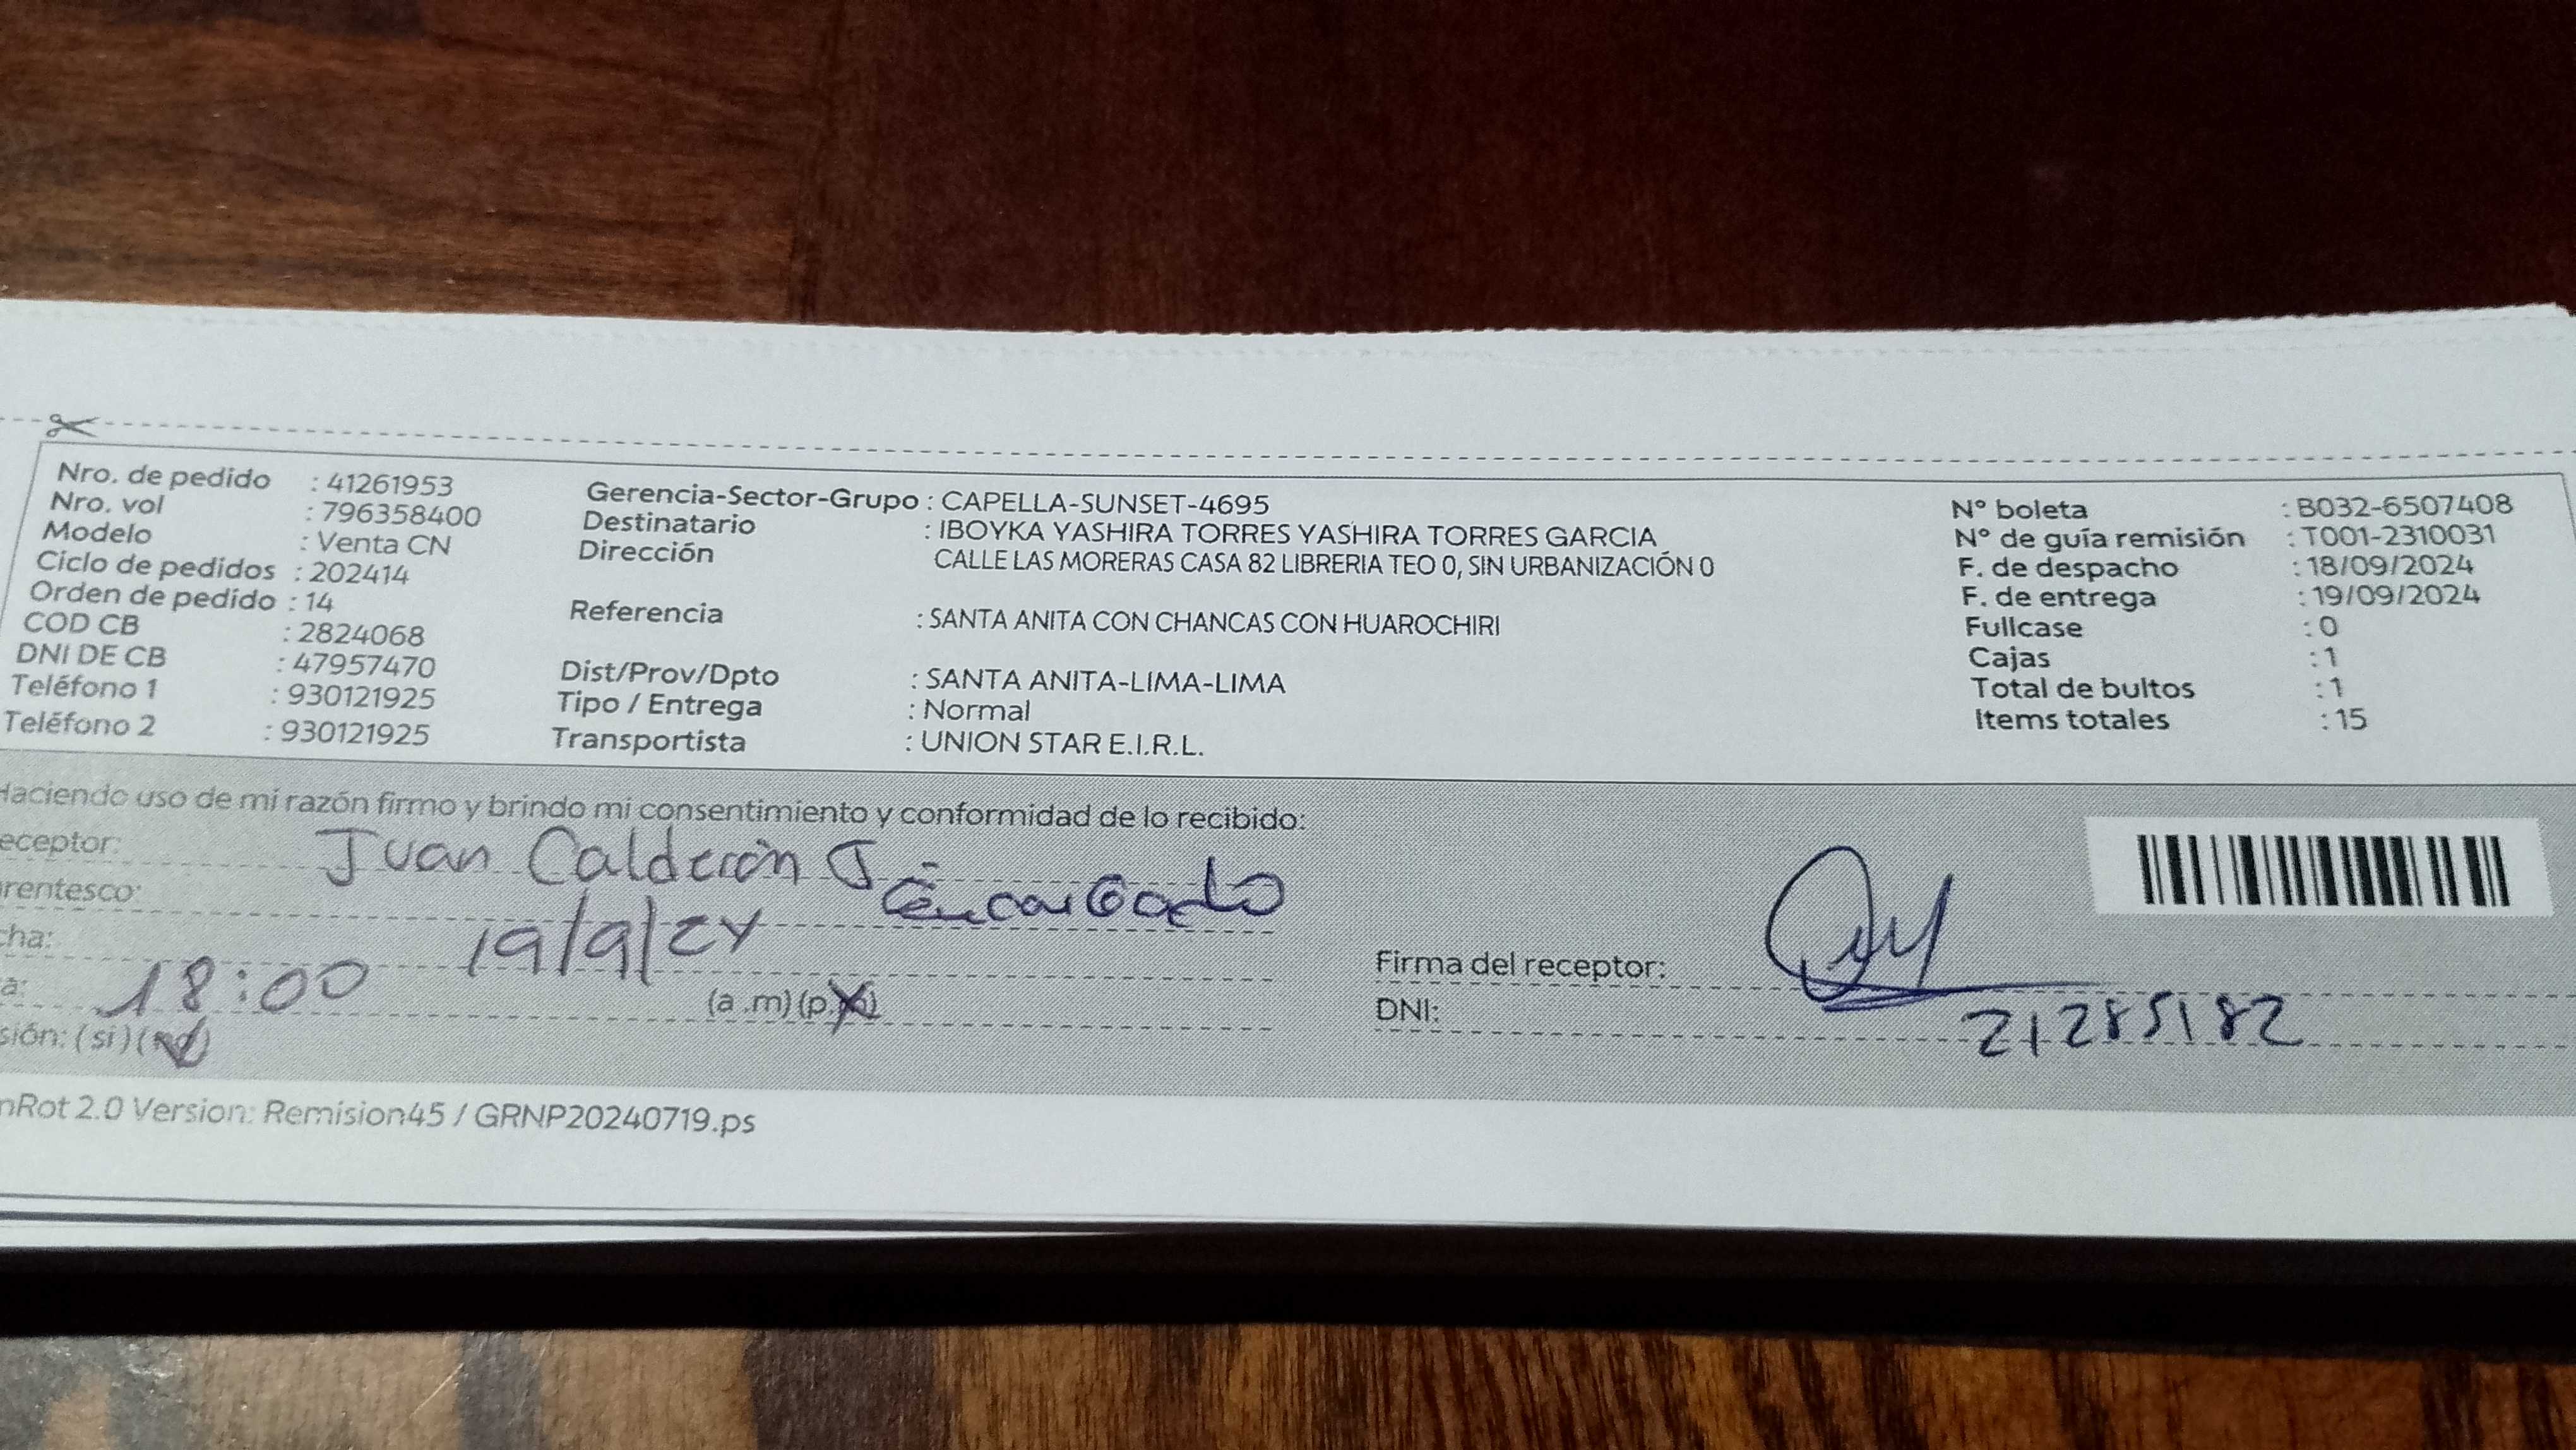 Nro. de pedido : 41261953
Nro. vol : 796358400
Modelo : Venta CN
Ciclo de pedidos : 202414
Orden de pedido : 14
COD CB : 2824068
DNI DE CB : 47957470
Teléfono 1 : 930121925
Teléfono 2 : 930121925
Gerencia-Sector-Grupo : CAPELLA-SUNSET-4695
Destinatario : IBOYKA YASHIRA TORRES YASHIRA TORRES GARCIA
Dirección CALLE LAS MORERAS CASA 82 LIBRERIA TEO 0, SIN URBANIZACIÓN 0
Referencia : SANTA ANITA CON CHANCAS CON HUAROCHIRI
Dist/Prov/Dpto : SANTA ANITA-LIMA-LIMA
Tipo / Entrega : Normal
Transportista : UNION STAR E.I.R.L.
N° boleta : B032-6507408
N° de guía remisión : T001-2310031
F. de despacho : 18/09/2024
F. de entrega : 19/09/2024
Fullcase : 0
Cajas : 1
Total de bultos : 1
Items totales : 15
Haciendo uso de mi razón firmo y brindo mi consentimiento y conformidad de lo recibido:
eceptor: Juan Calderón J
rentesco: Encargado
cha: 19/9/24
a: 18:00 (a.m) (p.m)
sión: (si) (no)
Firma del receptor:
DNI: 21285182
nRot 2.0 Version: Remision45 / GRNP20240719.ps